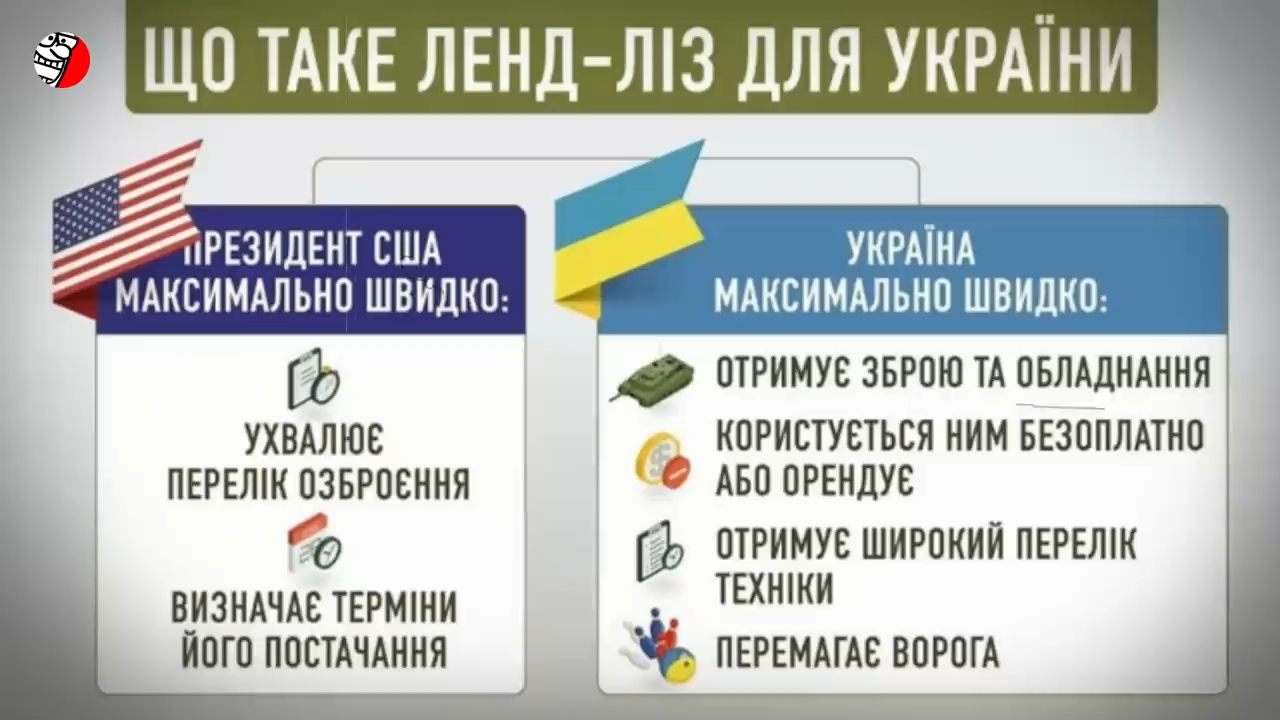 ЩО ТАКЕ ЛЕНД-ЛІЗ ДЛЯ УКРАЇНИ
ПРЕЗИДЕНТ США
МАКСИМАЛЬНО ШВИДКО:
УХВАЛЮЄ
ПЕРЕЛІК ОЗБРОЄННЯ
ВИЗНАЧАЄ ТЕРМІНИ
ЙОГО ПОСТАЧАННЯ
УКРАЇНА
МАКСИМАЛЬНО ШВИДКО:
ОТРИМУЄ ЗБРОЮ ТА ОБЛАДНАННЯ
КОРИСТУЄТЬСЯ НИМ БЕЗОПЛАТНО
АБО ОРЕНДУЄ
ОТРИМУЄ ШИРОКИЙ ПЕРЕЛІК
ТЕХНІКИ
ПЕРЕМАГАЄ ВОРОГА